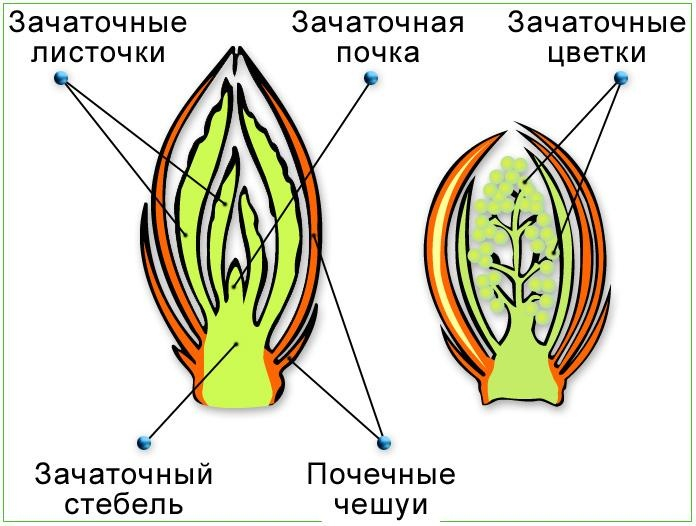 Зачаточные
листочки
Зачаточная
почка
Зачаточные
цветки
Зачаточный
стебель
Почечные
чешуи